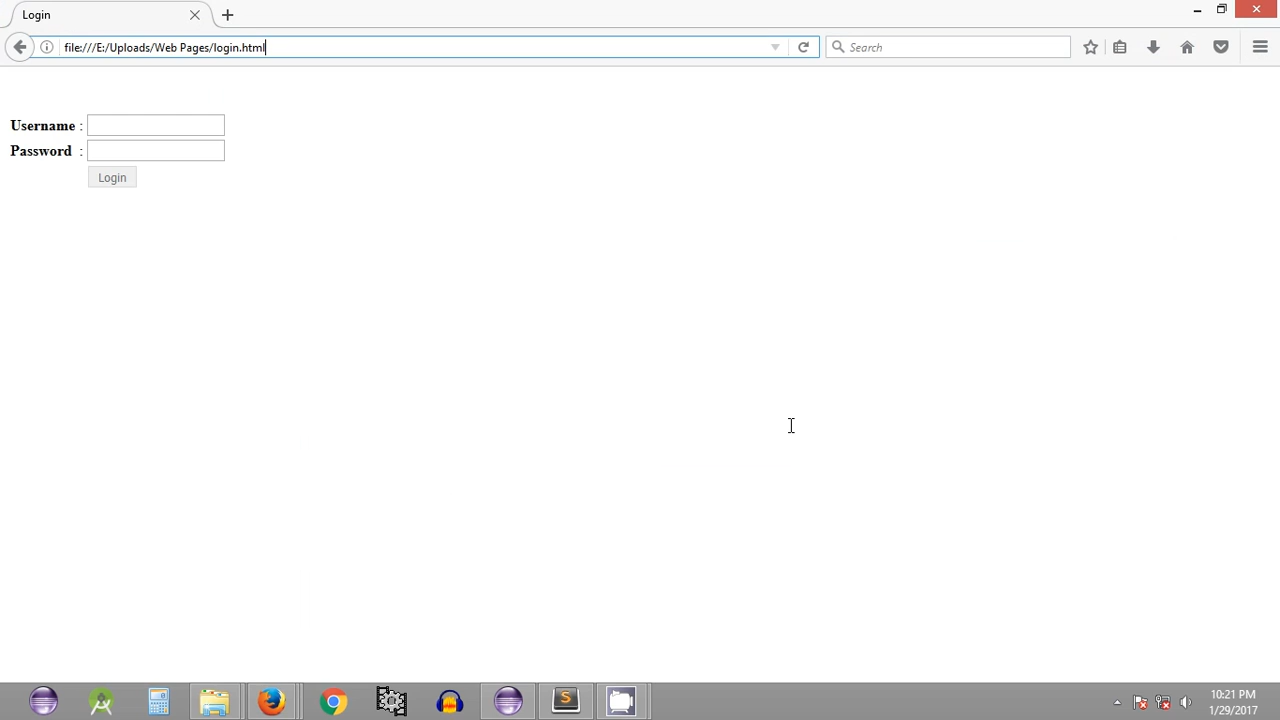 Login
file:///E:/Uploads/Web Pages/login.html
Search
Username :
Password :
Login
10:21 PM
1/29/2017